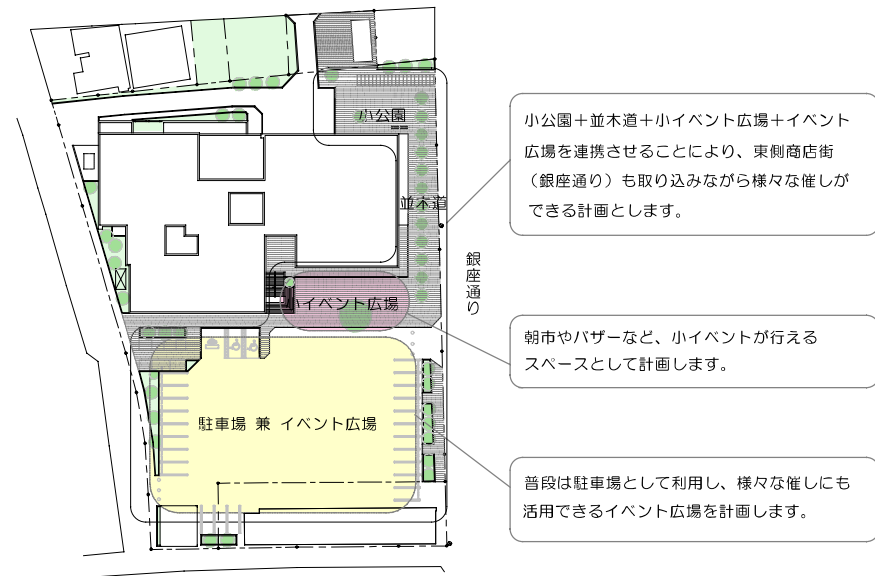 小公園
並木道
銀座通り
小イベント広場
駐車場 兼 イベント広場
小公園＋並木道＋小イベント広場＋イベント
広場を連携させることにより、東側商店街
（銀座通り）も取り込みながら様々な催しが
できる計画とします。
朝市やバザーなど、小イベントが行える
スペースとして計画します。
普段は駐車場として利用し、様々な催しにも
活用できるイベント広場を計画します。